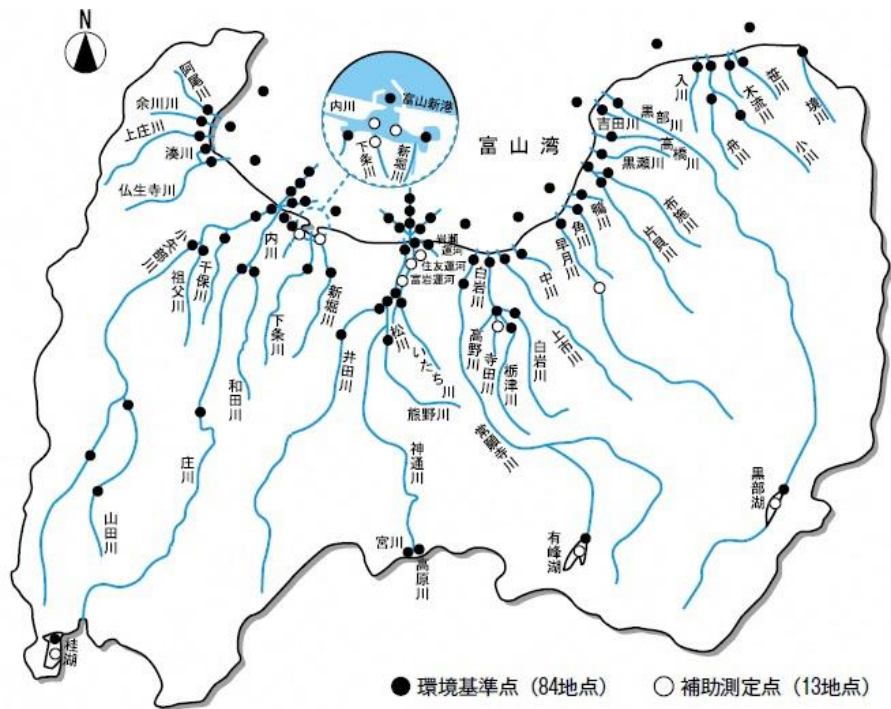 N
阿尾川
余川川
上庄川
湊川
仏生寺川
内川
富山新港
下条川
新堀川
富山湾
入川
木流川
笹川
境川
舟川
小川
吉田川
黒部川
高橋川
黒瀬川
布施川
片貝川
鴨川
角川
早月川
小矢部川
祖父川
千保川
内川
和田川
下条川
新堀川
庄川
山田川
岩瀬
運河
住友運河
富岩運河
松川
いたち川
井田川
熊野川
神通川
宮川
高原川
白岩川
高野川
寺田川
栃津川
白岩川
中川
上市川
常願寺川
有峰湖
黒部湖
桂湖
環境基準点（84地点）
補助測定点（13地点）